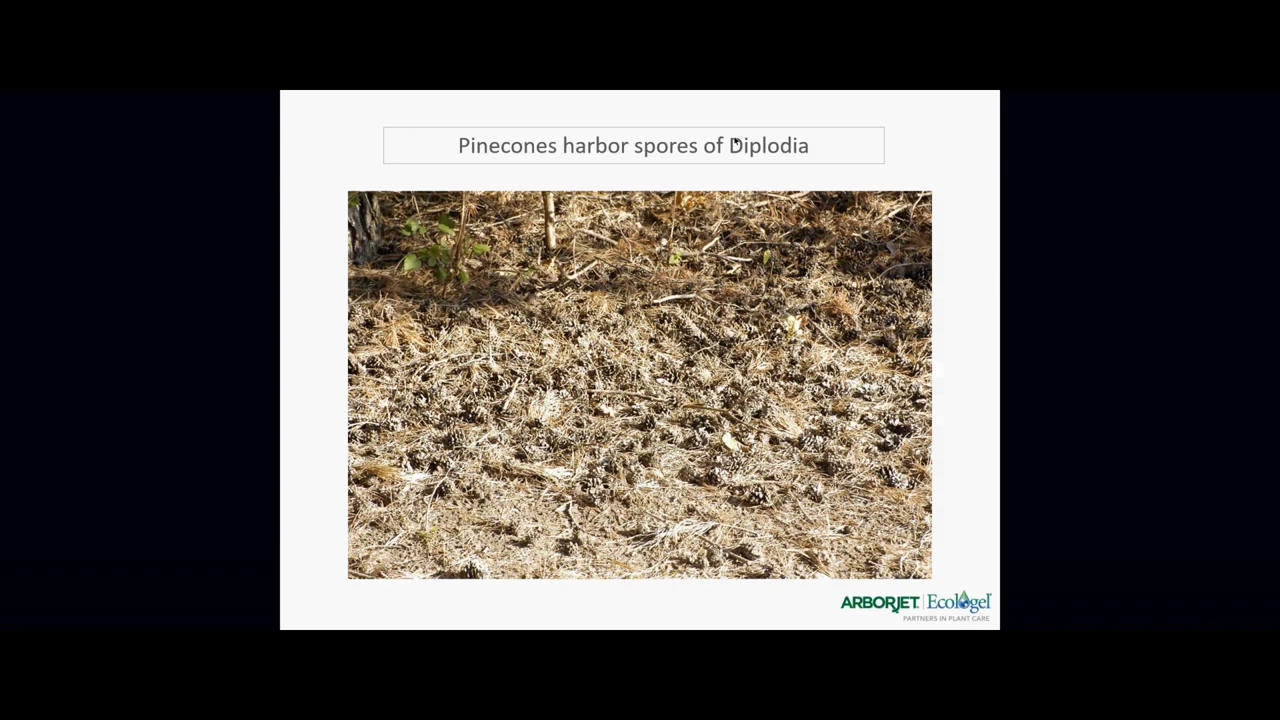 Pinecones harbor spores of Diplodia
ARBORJET | Ecologel
PARTNERS IN PLANT CARE